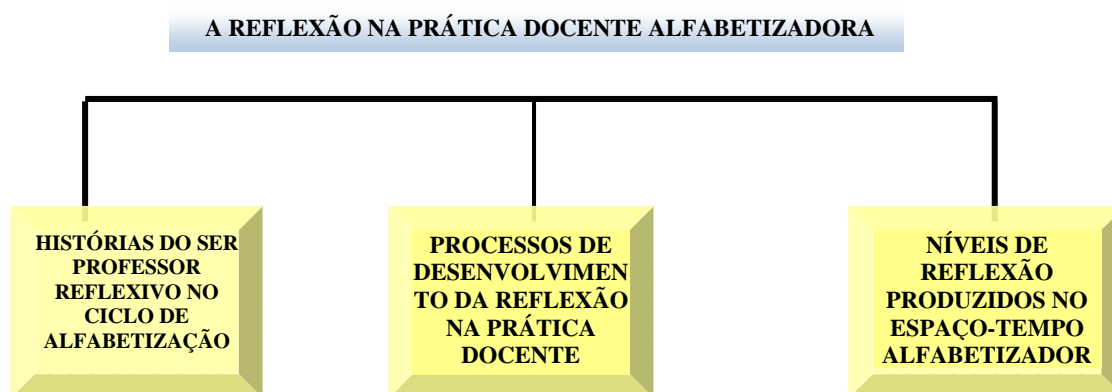 A REFLEXÃO NA PRÁTICA DOCENTE ALFABETIZADORA
HISTÓRIAS DO SER
PROFESSOR
REFLEXIVO NO
CICLO DE
ALFABETIZAÇÃO
PROCESSOS DE
DESENVOLVIMEN
TO DA REFLEXÃO
NA PRÁTICA
DOCENTE
NÍVEIS DE
REFLEXÃO
PRODUZIDOS NO
ESPAÇO-TEMPO
ALFABETIZADOR